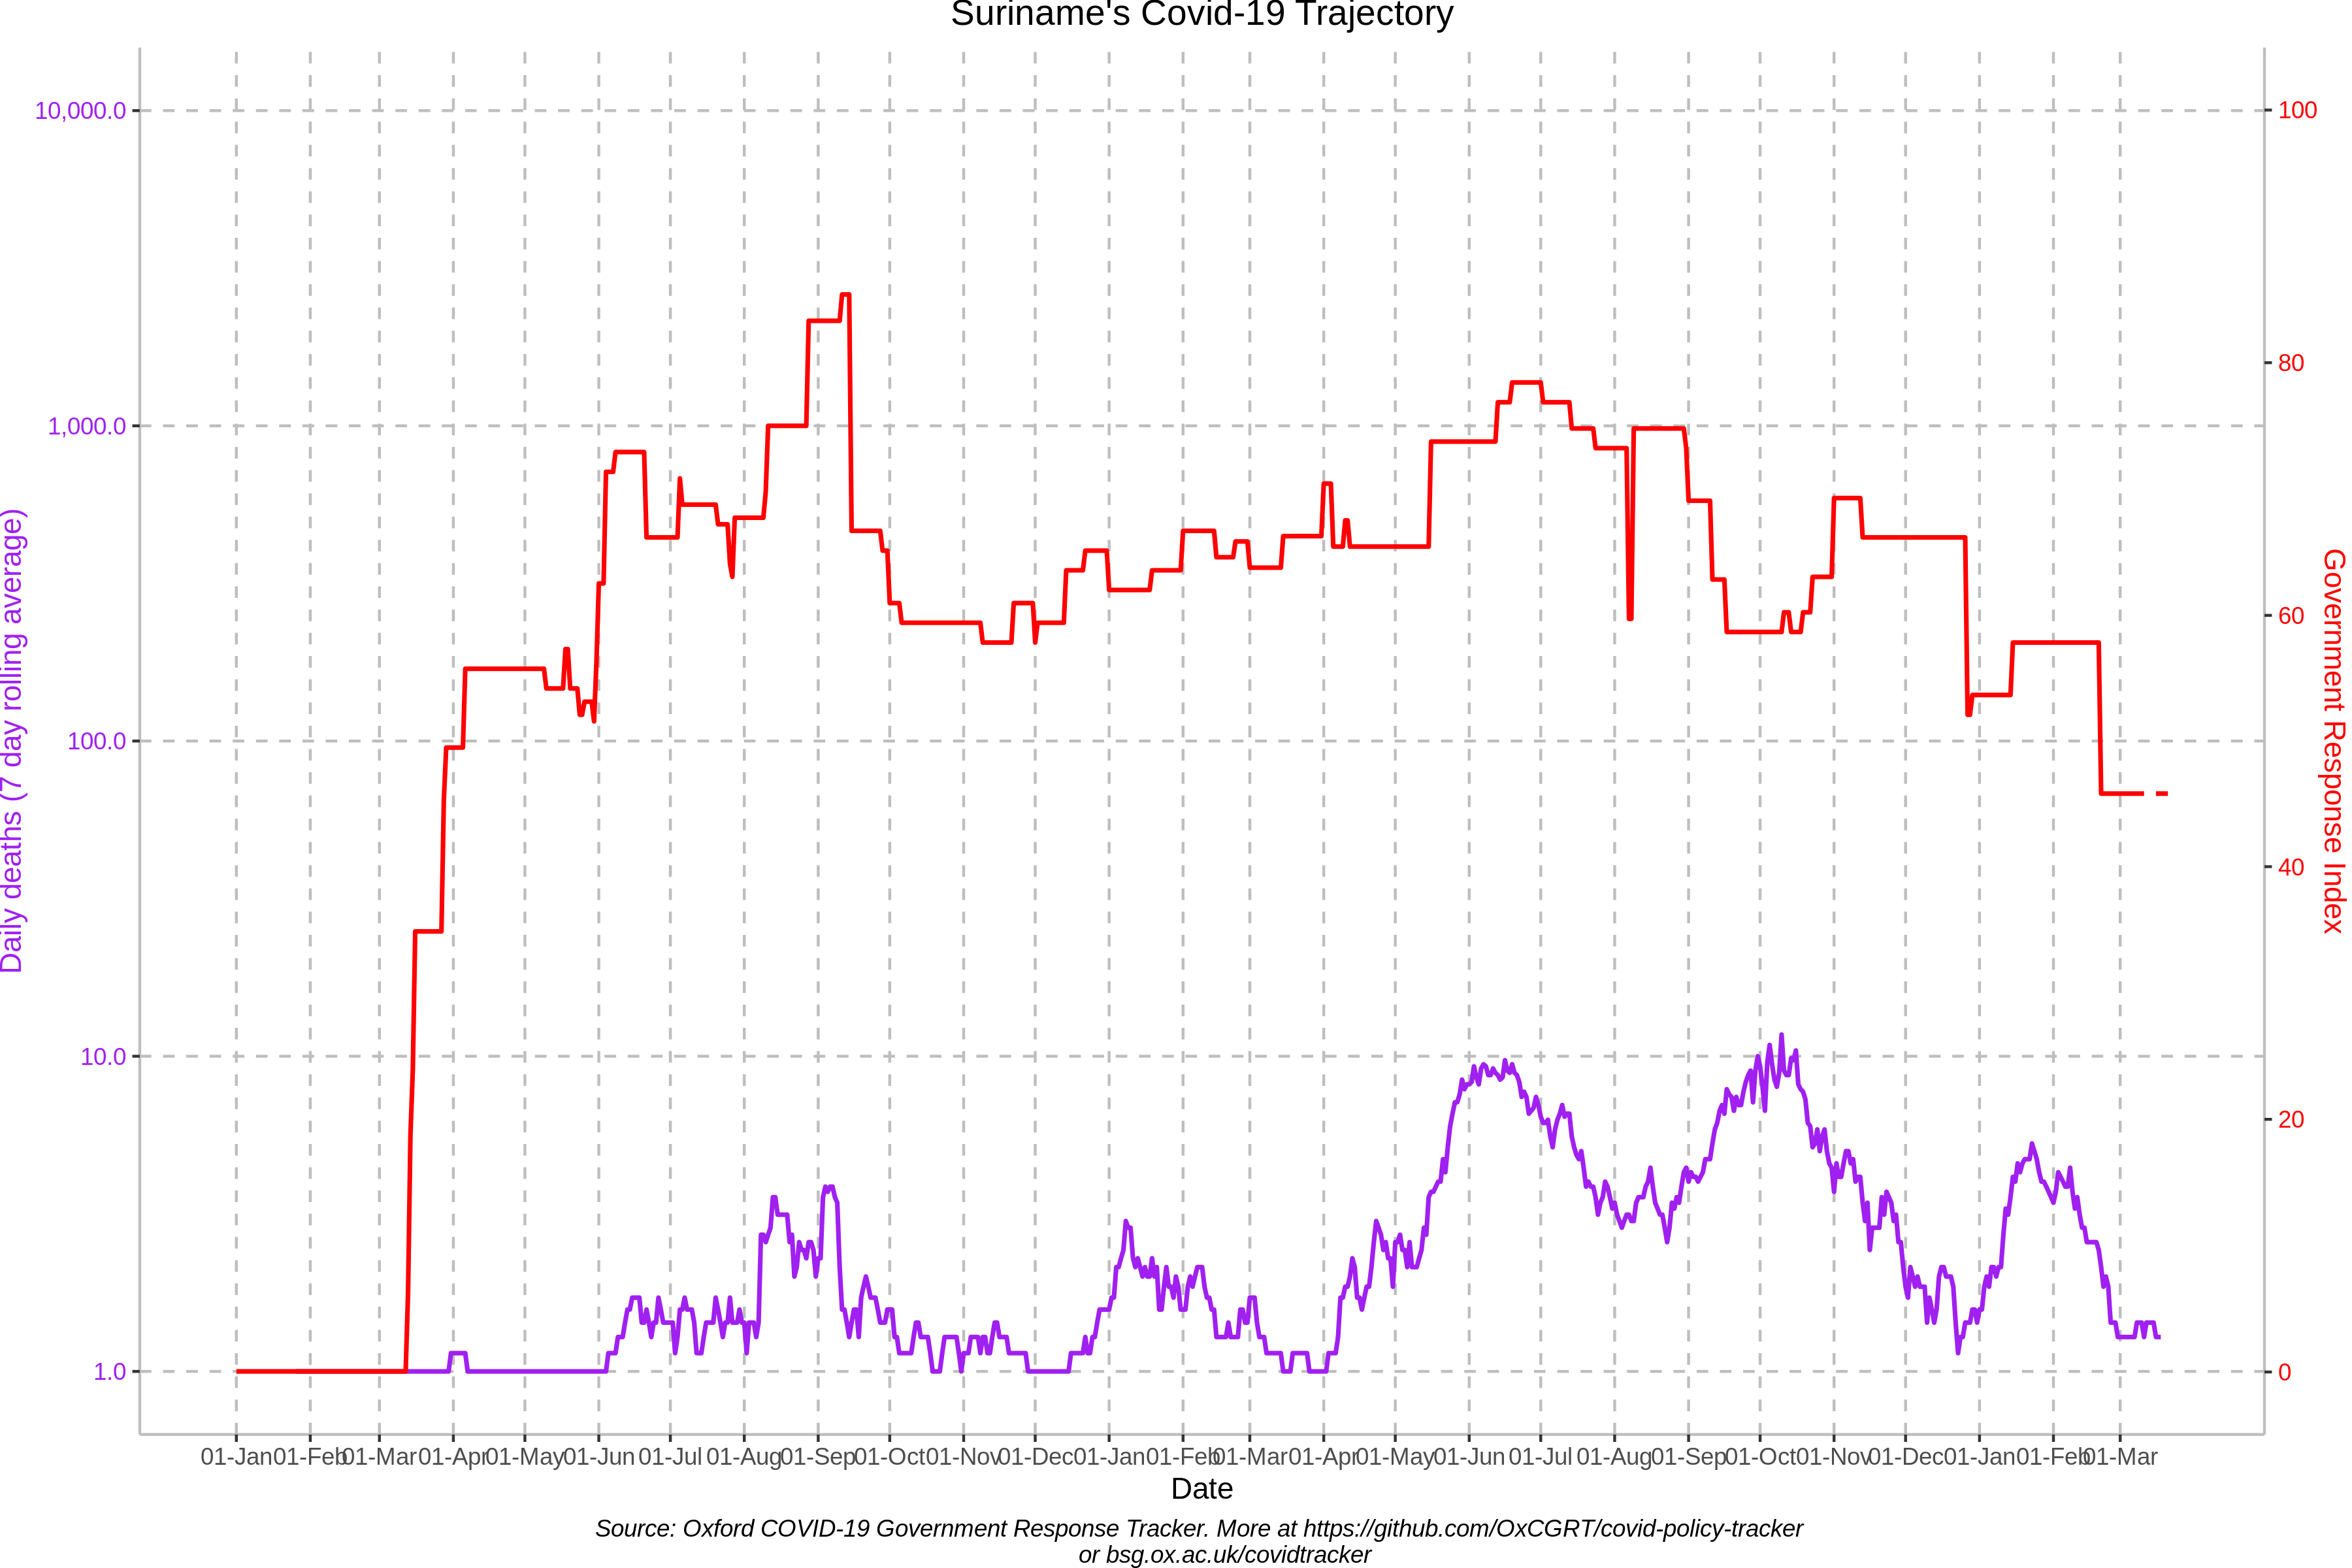 Suriname's Covid-19 Trajectory
10,000.0
1,000.0
100.0
10.0
1.0
Daily deaths (7 day rolling average)
100
80
60
40
20
0
Government Response Index
01-Jan 01-Feb 01-Mar 01-Apr 01-May 01-Jun 01-Jul 01-Aug 01-Sep 01-Oct 01-Nov 01-Dec 01-Jan 01-Feb 01-Mar 01-Apr 01-May 01-Jun 01-Jul 01-Aug 01-Sep 01-Oct 01-Nov 01-Dec 01-Jan 01-Feb 01-Mar
Date
Source: Oxford COVID-19 Government Response Tracker. More at https://github.com/OxCGRT/covid-policy-tracker
or bsg.ox.ac.uk/covidtracker